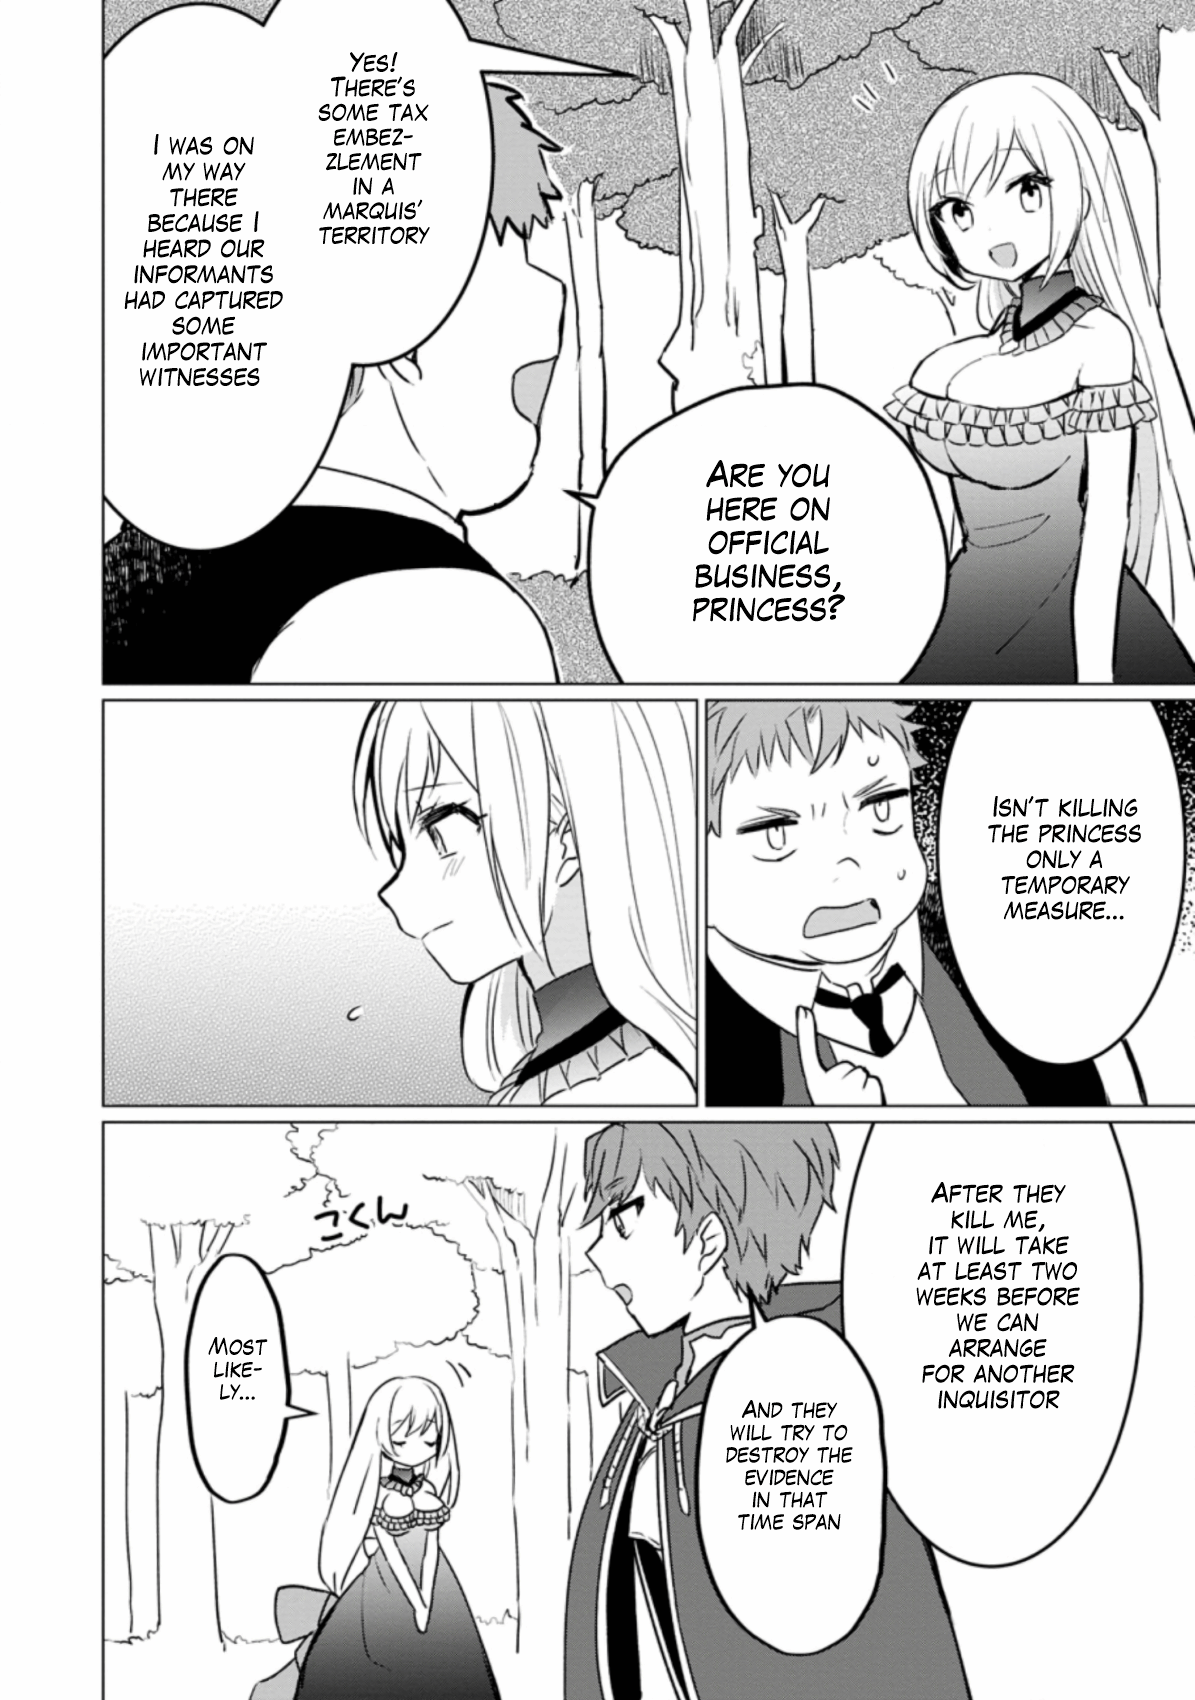 ARE YOU
HERE ON
OFFICIAL
BUSINESS,
PRINCESS?
YES!
THERE'S
SOME TAX
EMBEZ-
ZLEMENT
IN A
MARQUIS'
TERRITORY
I WAS ON
MY WAY
THERE
BECAUSE I
HEARD OUR
INFORMANTS
HAD CAPTURED
SOME
IMPORTANT
WITNESSES
ISN'T KILLING
THE PRINCESS
ONLY A
TEMPORARY
MEASURE...
AFTER THEY
KILL ME,
IT WILL TAKE
AT LEAST TWO
WEEKS BEFORE
WE CAN
ARRANGE
FOR ANOTHER
INQUISITOR
AND THEY
WILL TRY TO
DESTROY THE
EVIDENCE
IN THAT
TIME SPAN
こくん
MOST
LIKE-
LY...